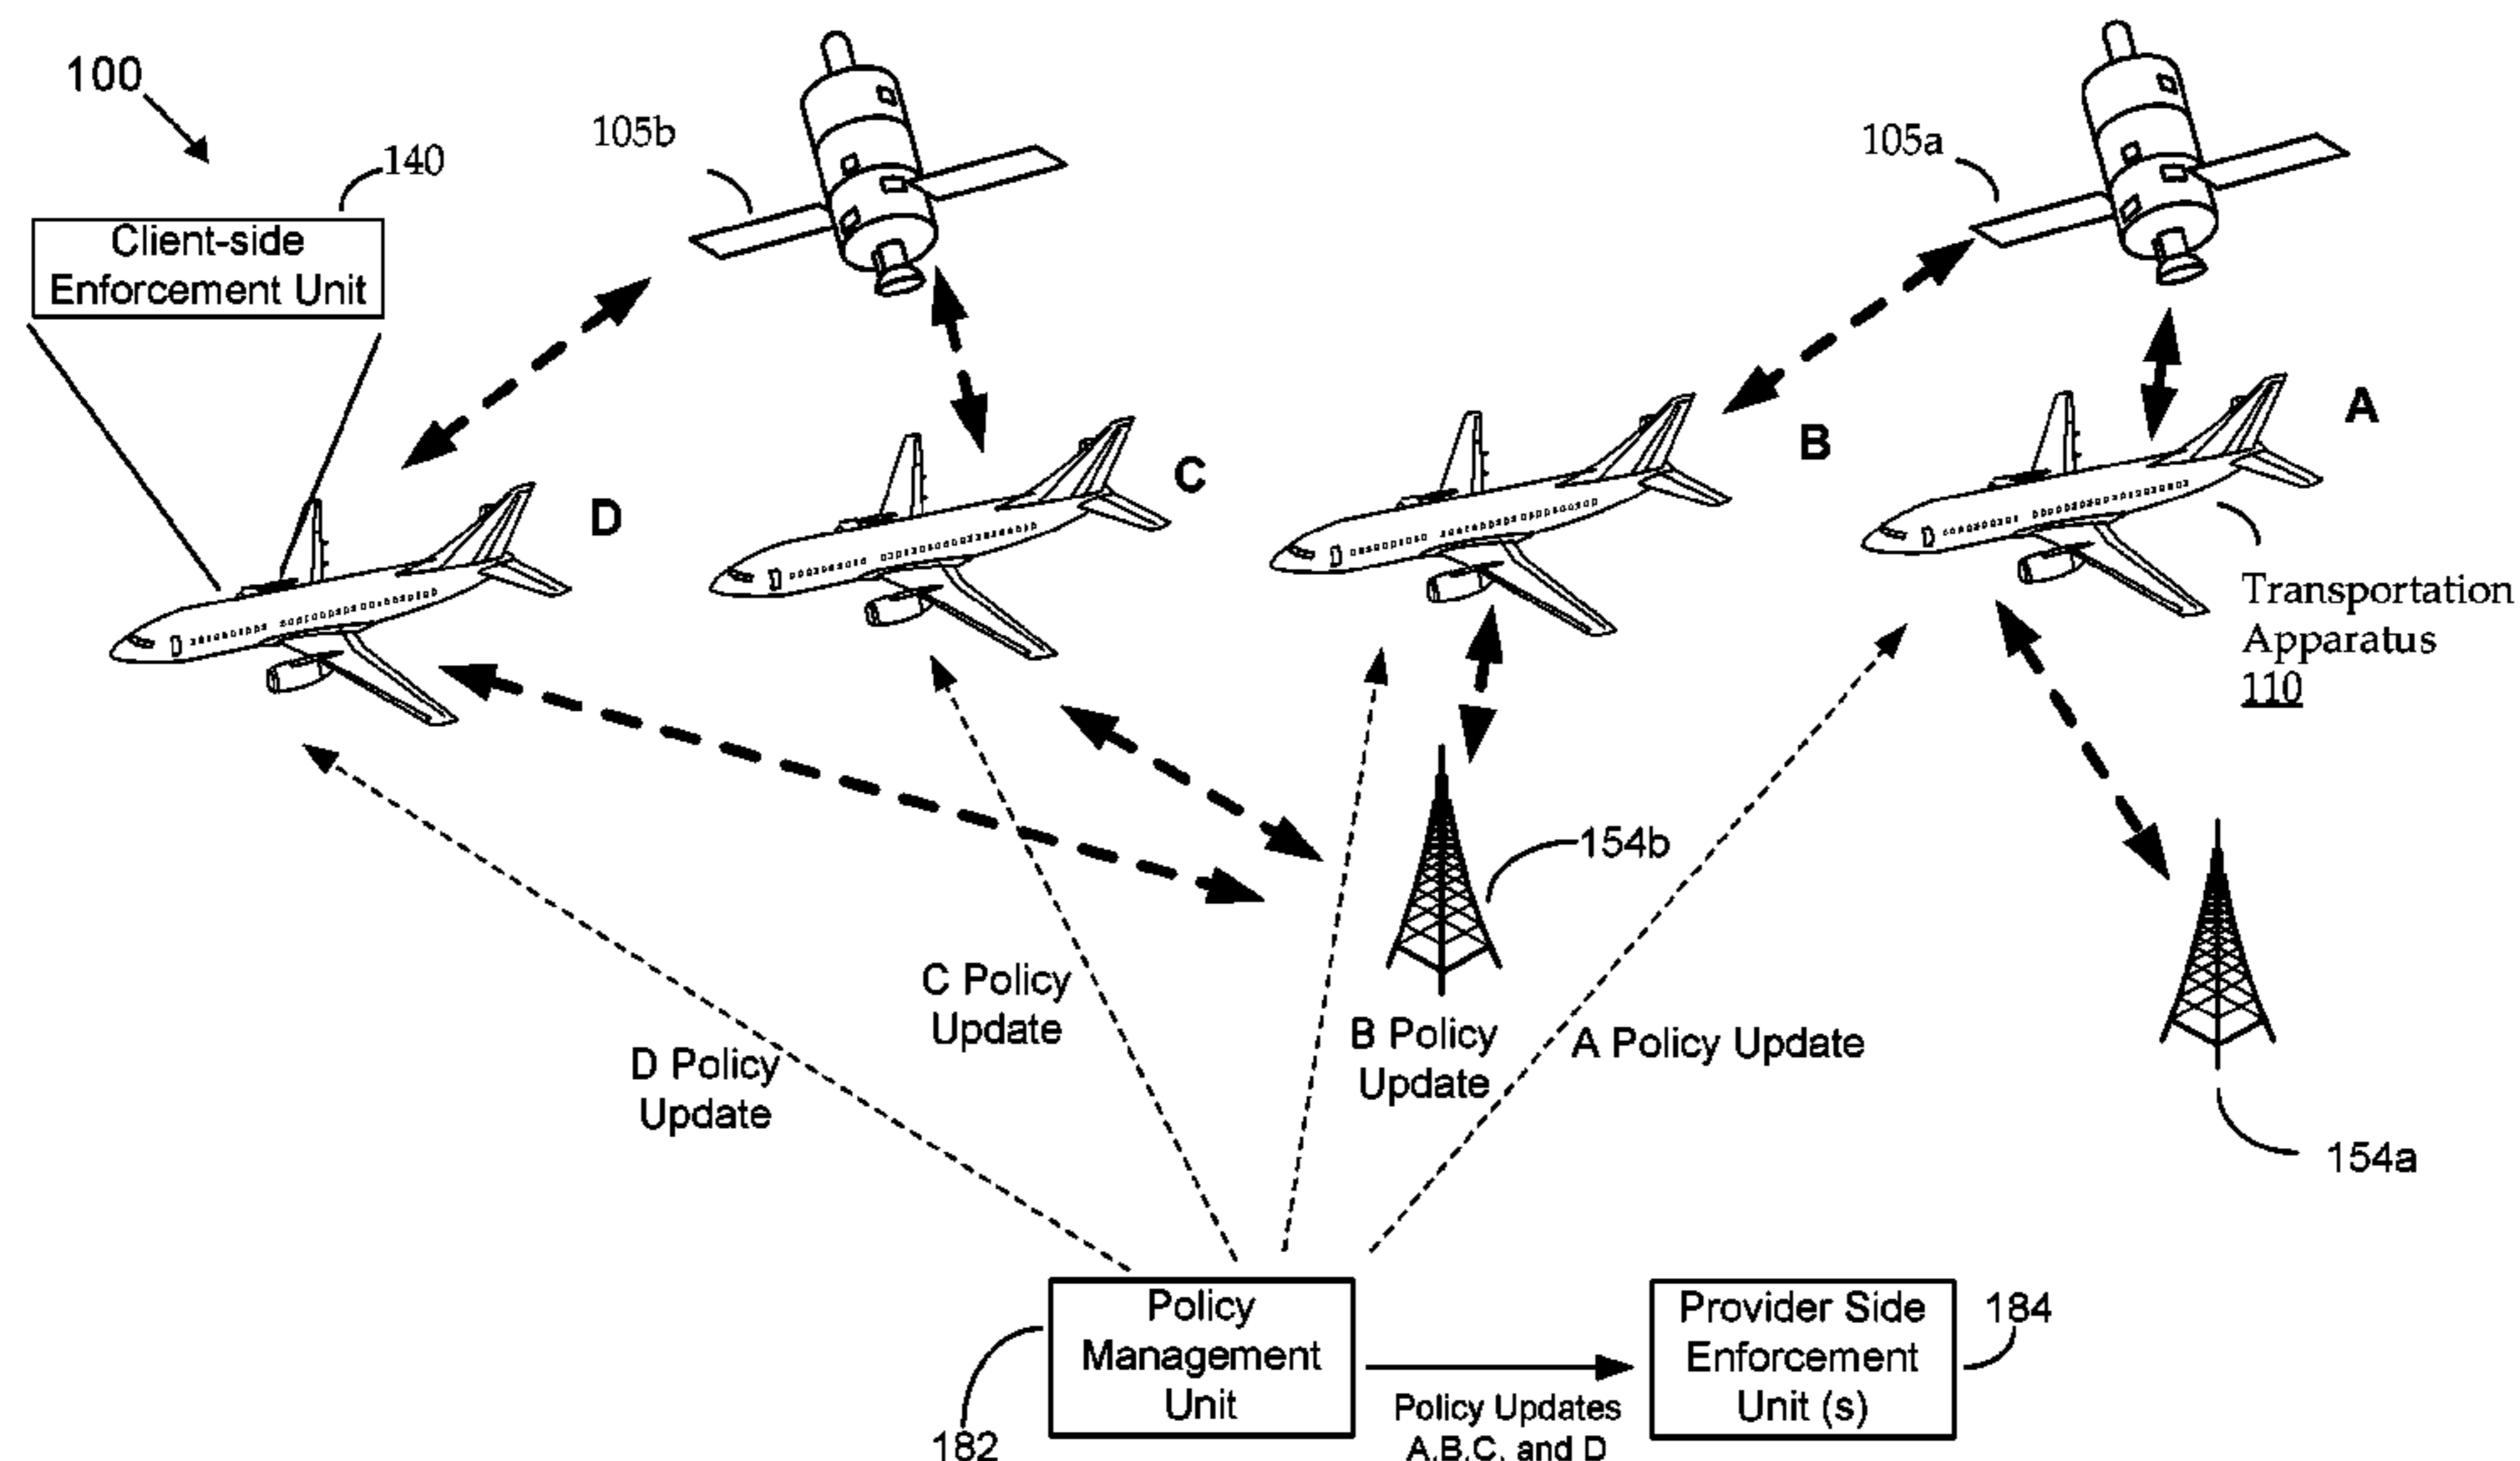 100
140
105b
105a
Client-side
Enforcement Unit
A
B
C
D
Transportation
Apparatus
110
154b
C Policy
Update
B Policy
Update
A Policy Update
D Policy
Update
154a
Policy
Management
Unit
182
Policy Updates
A,B,C, and D
Provider Side
Enforcement
Unit (s)
184